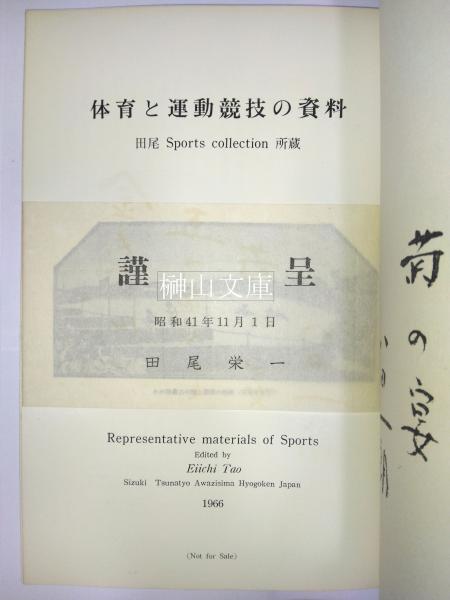 体育と運動競技の資料
田尾 Sports collection 所蔵
謹呈
榊山文庫
昭和41年11月1日
田尾栄一
Representative materials of Sports
Edited by
Eiichi Tao
Sizuki Tsunatyo Awazisima Hyogoken Japan
1966
(Not for Sale)
菊の宴